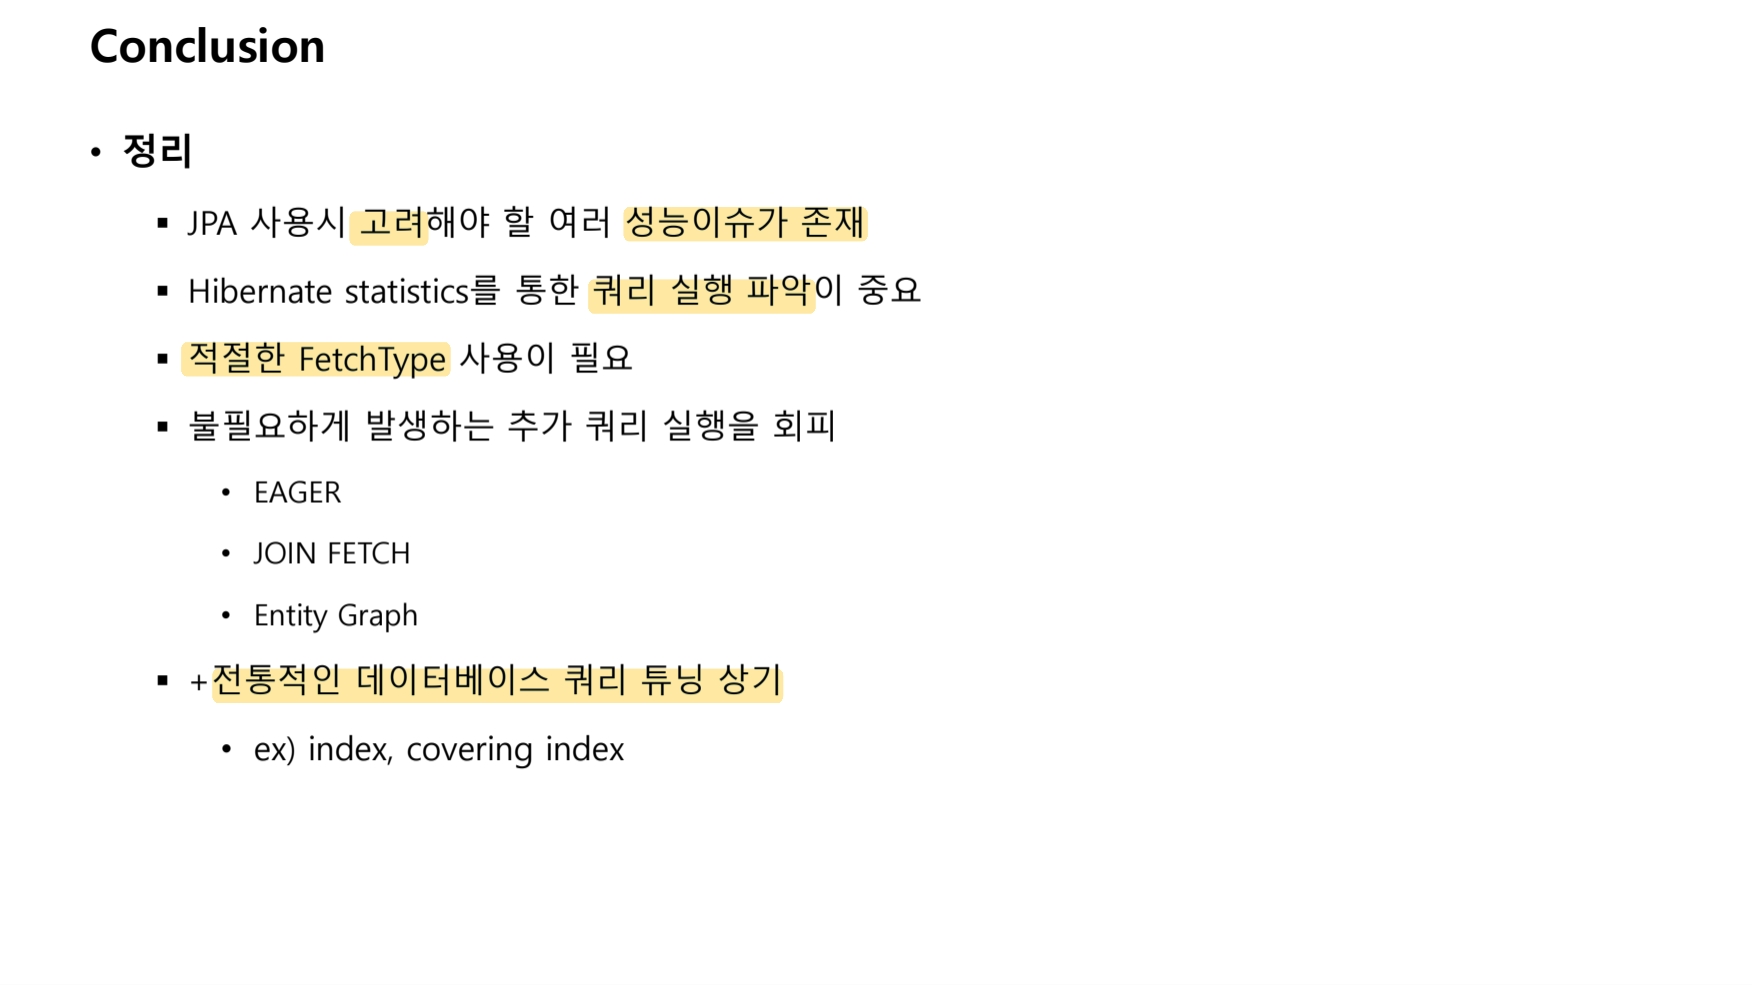 Conclusion
• 정리
▪ JPA 사용시 고려해야 할 여러 성능이슈가 존재
▪ Hibernate statistics를 통한 쿼리 실행 파악이 중요
▪ 적절한 FetchType 사용이 필요
▪ 불필요하게 발생하는 추가 쿼리 실행을 회피
• EAGER
• JOIN FETCH
• Entity Graph
▪ +전통적인 데이터베이스 쿼리 튜닝 상기
• ex) index, covering index